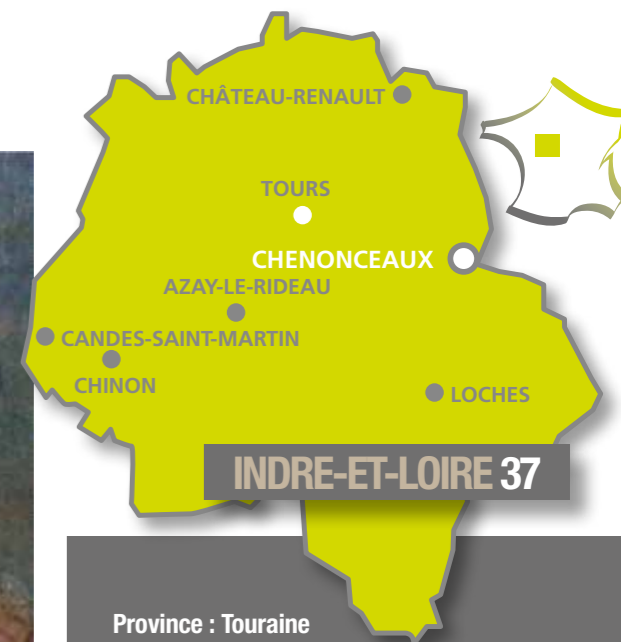 CHÂTEAU-RENAULT
TOURS
CHENONCEAUX
AZAY-LE-RIDEAU
CANDES-SAINT-MARTIN
CHINON
LOCHES
INDRE-ET-LOIRE 37
Province : Touraine